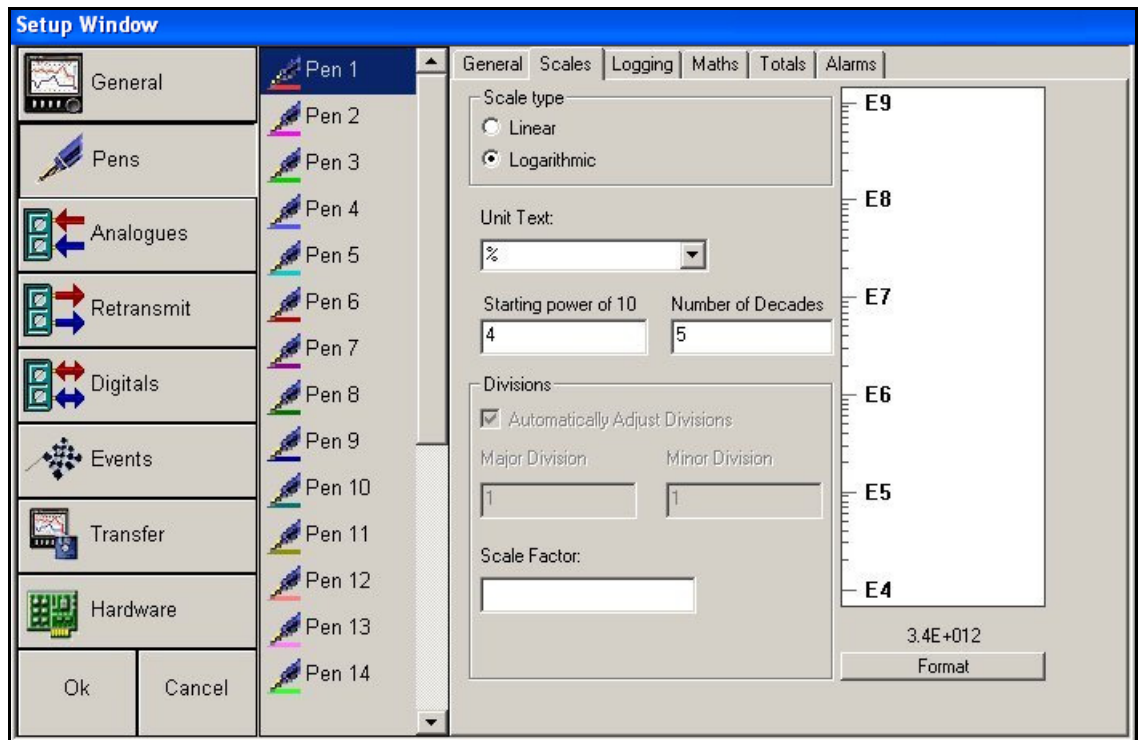 Setup Window
General
Pens
Analogues
Retransmit
Digitals
Events
Transfer
Hardware
Ok
Cancel
Pen 1
Pen 2
Pen 3
Pen 4
Pen 5
Pen 6
Pen 7
Pen 8
Pen 9
Pen 10
Pen 11
Pen 12
Pen 13
Pen 14
General Scales Logging Maths Totals Alarms
Scale type
Linear
Logarithmic
Unit Text:
%
Starting power of 10 Number of Decades
4 5
Divisions
Automatically Adjust Divisions
Major Division Minor Division
1 1
Scale Factor:
E9
E8
E7
E6
E5
E4
3.4E+012
Format